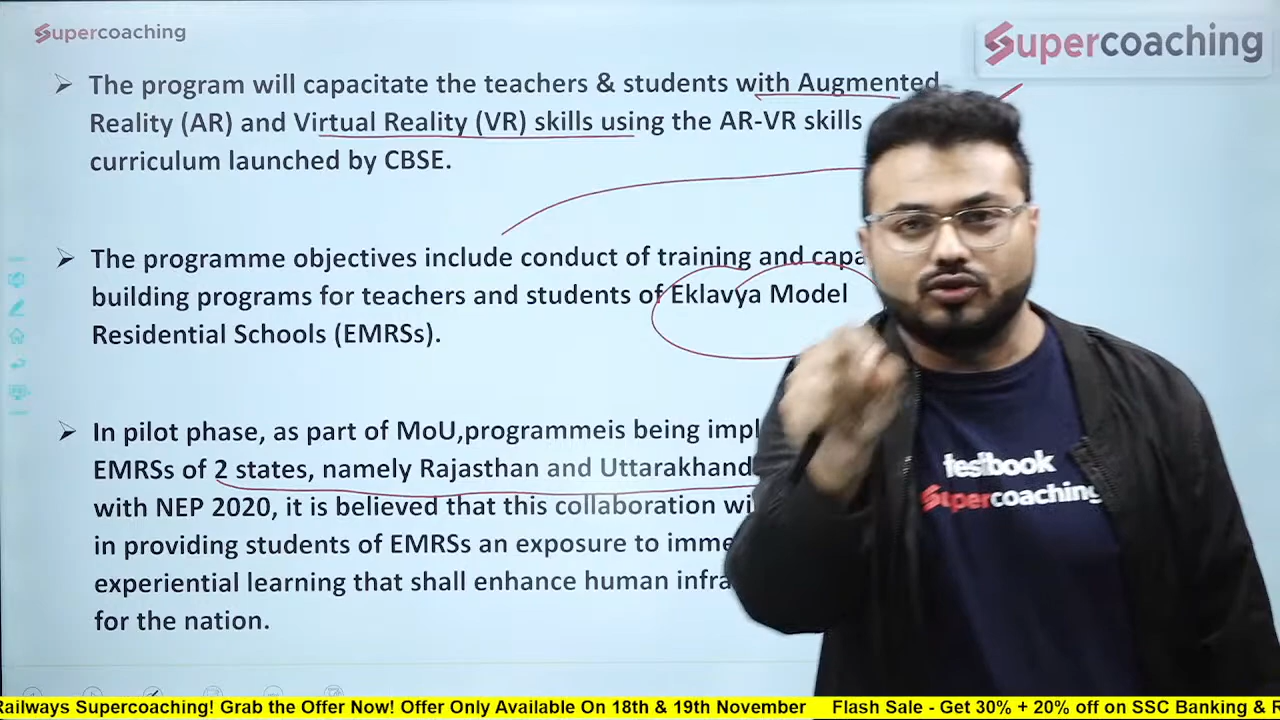 Supercoaching
Supercoaching
The program will capacitate the teachers & students with Augmented
Reality (AR) and Virtual Reality (VR) skills using the AR-VR skills
curriculum launched by CBSE.
The programme objectives include conduct of training and capa
building programs for teachers and students of Eklavya Model
Residential Schools (EMRSs).
In pilot phase, as part of MoU,programmeis being impl
EMRSs of 2 states, namely Rajasthan and Uttarakhand
with NEP 2020, it is believed that this collaboration wi
in providing students of EMRSs an exposure to imme
experiential learning that shall enhance human infra
for the nation.
testbook
Supercoaching
Railways Supercoaching! Grab the Offer Now! Offer Only Available On 18th & 19th November Flash Sale - Get 30% + 20% off on SSC Banking & R